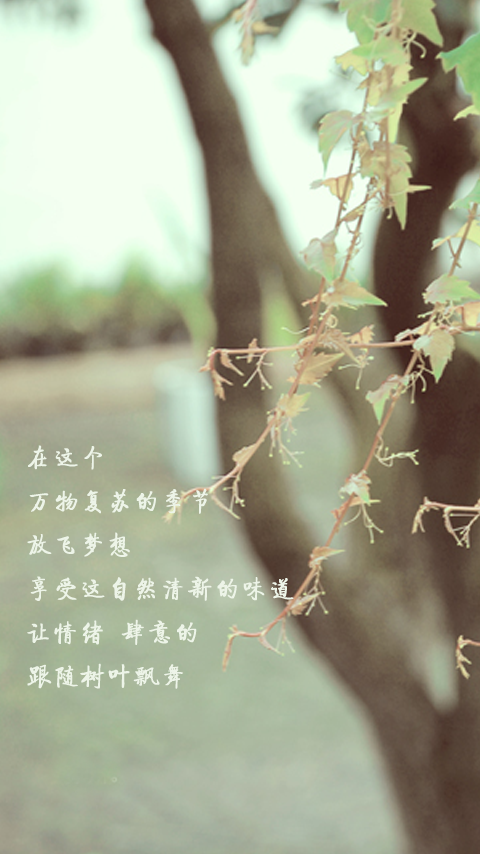 在这个
万物复苏的季节
放飞梦想
享受这自然清新的味道
让情绪 肆意的
跟随树叶飘舞